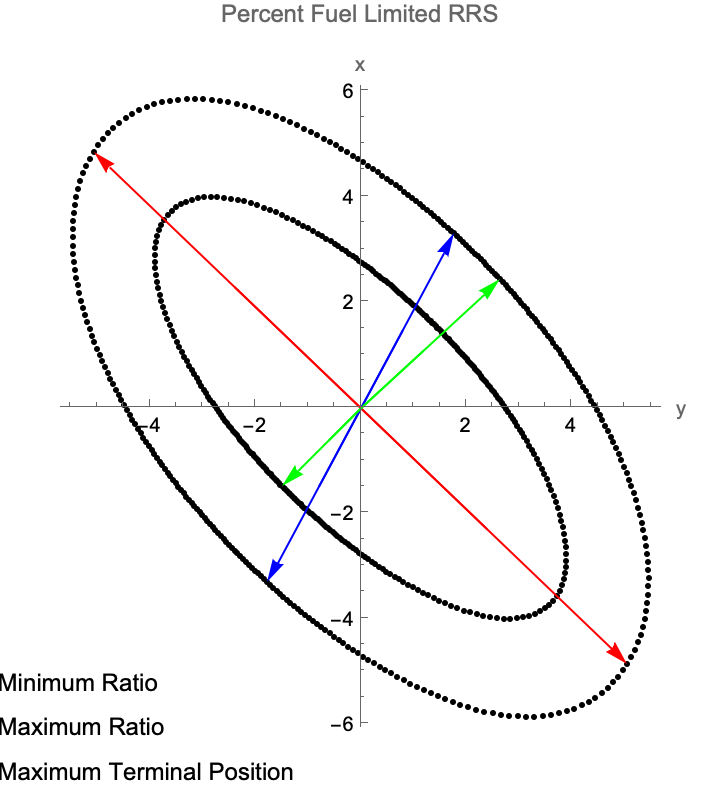 Percent Fuel Limited RRS
x
6
4
2
−4 −2 2 4 y
−2
−4
−6
Minimum Ratio
Maximum Ratio
Maximum Terminal Position